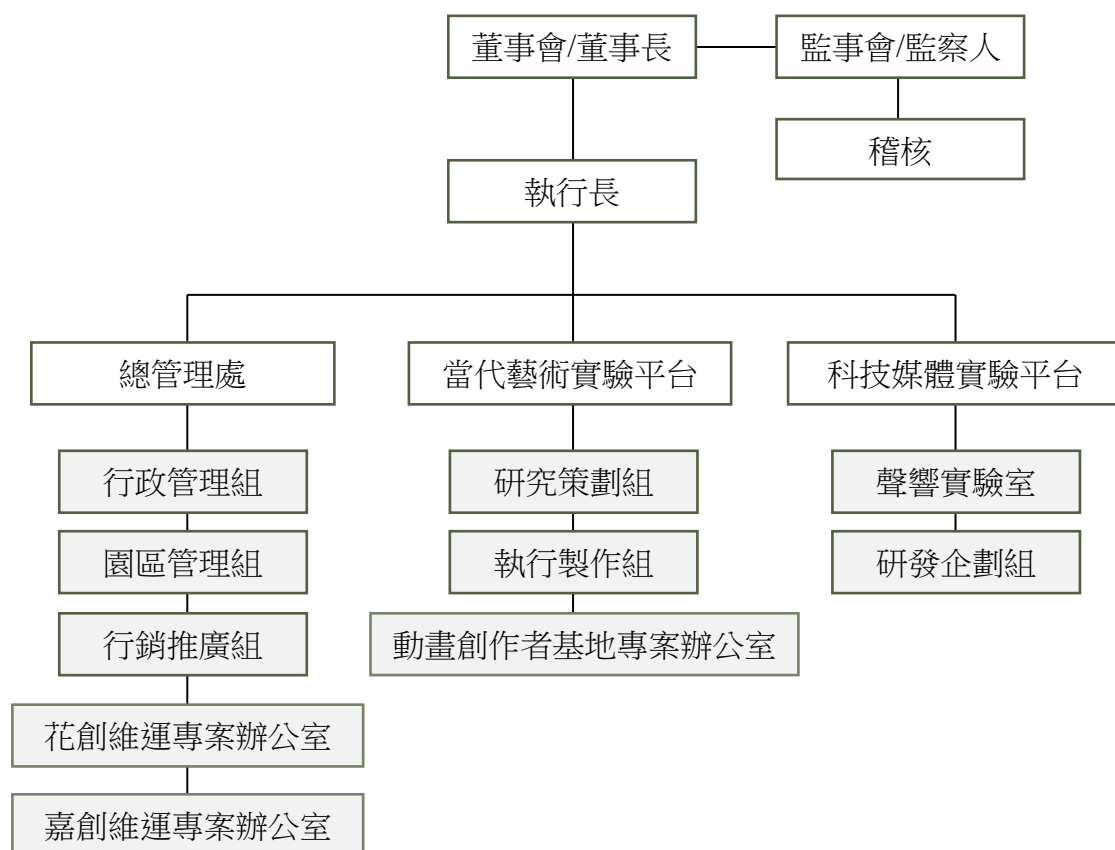 董事會/董事長
監事會/監察人
稽核
執行長
總管理處
當代藝術實驗平台
科技媒體實驗平台
行政管理組
研究策劃組
聲響實驗室
園區管理組
執行製作組
研發企劃組
行銷推廣組
動畫創作者基地專案辦公室
花創維運專案辦公室
嘉創維運專案辦公室